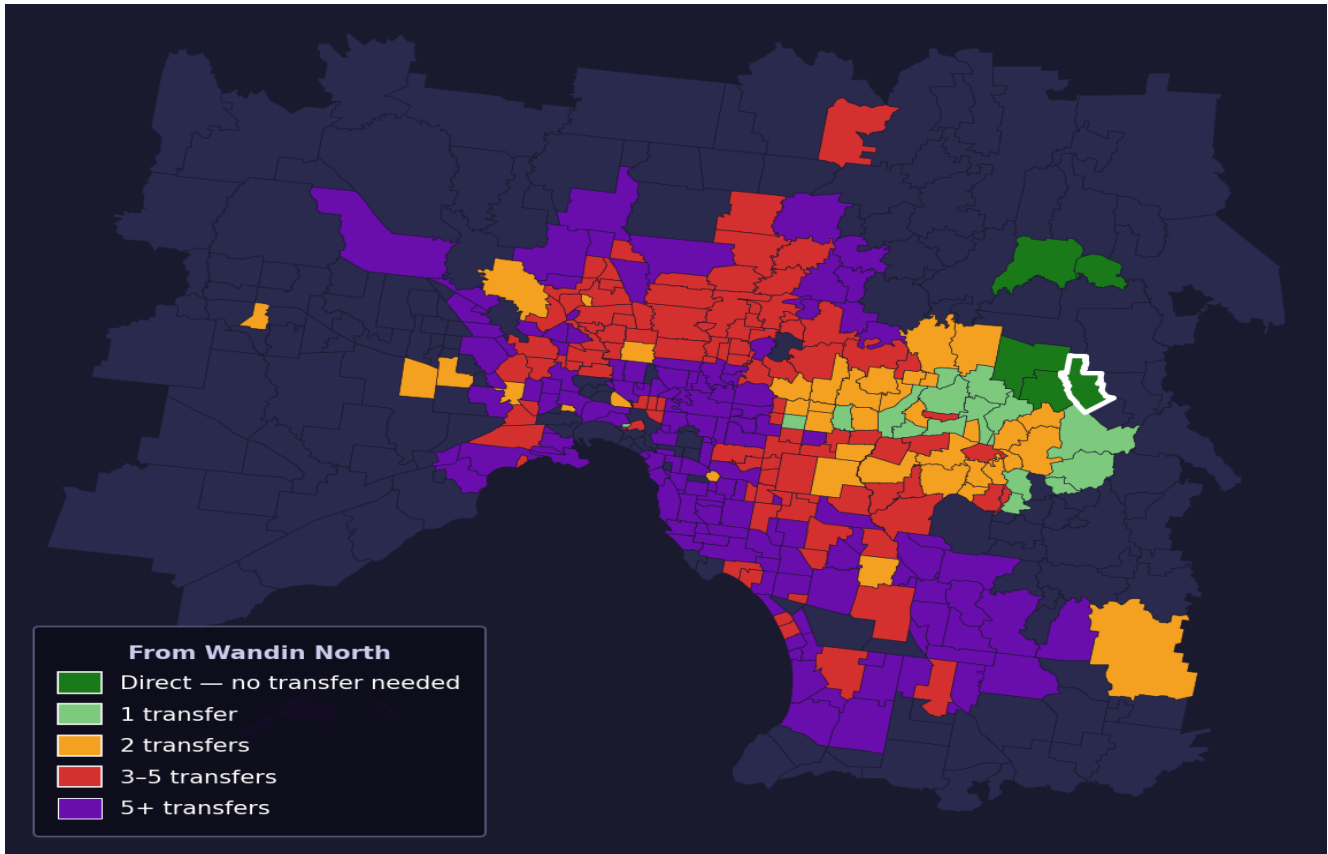 From Wandin North
Direct — no transfer needed
1 transfer
2 transfers
3–5 transfers
5+ transfers